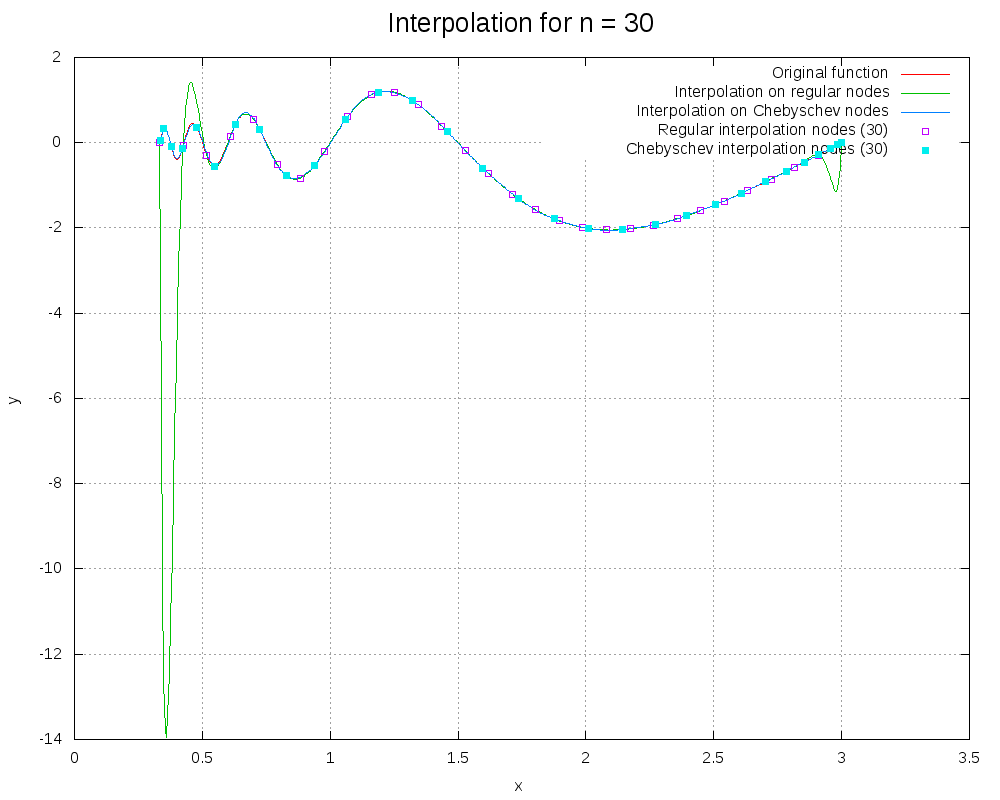 Interpolation for n = 30
Original function
Interpolation on regular nodes
Interpolation on Chebyschev nodes
Regular interpolation nodes (30)
Chebyschev interpolation nodes (30)
2
0
-2
-4
-6
-8
-10
-12
-14
y
0 0.5 1 1.5 2 2.5 3 3.5
x